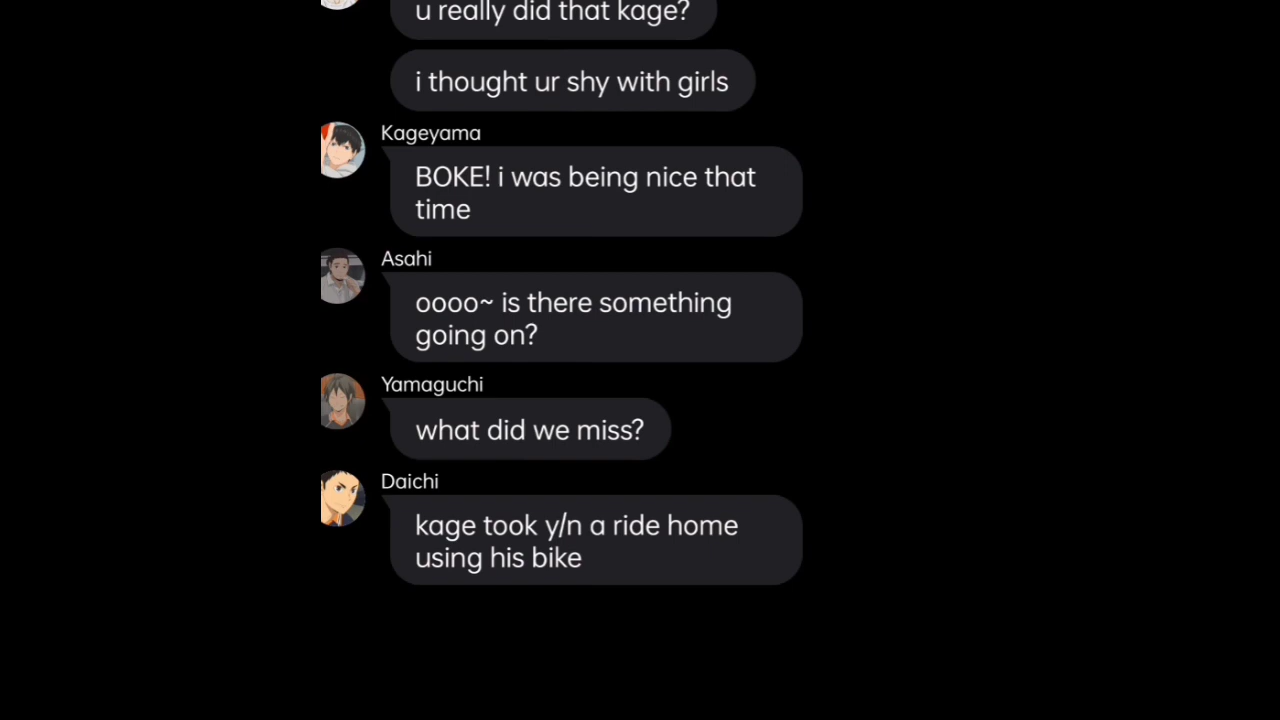 u really did that kage?
i thought ur shy with girls
Kageyama
BOKE! i was being nice that
time
Asahi
oooo~ is there something
going on?
Yamaguchi
what did we miss?
Daichi
kage took y/n a ride home
using his bike